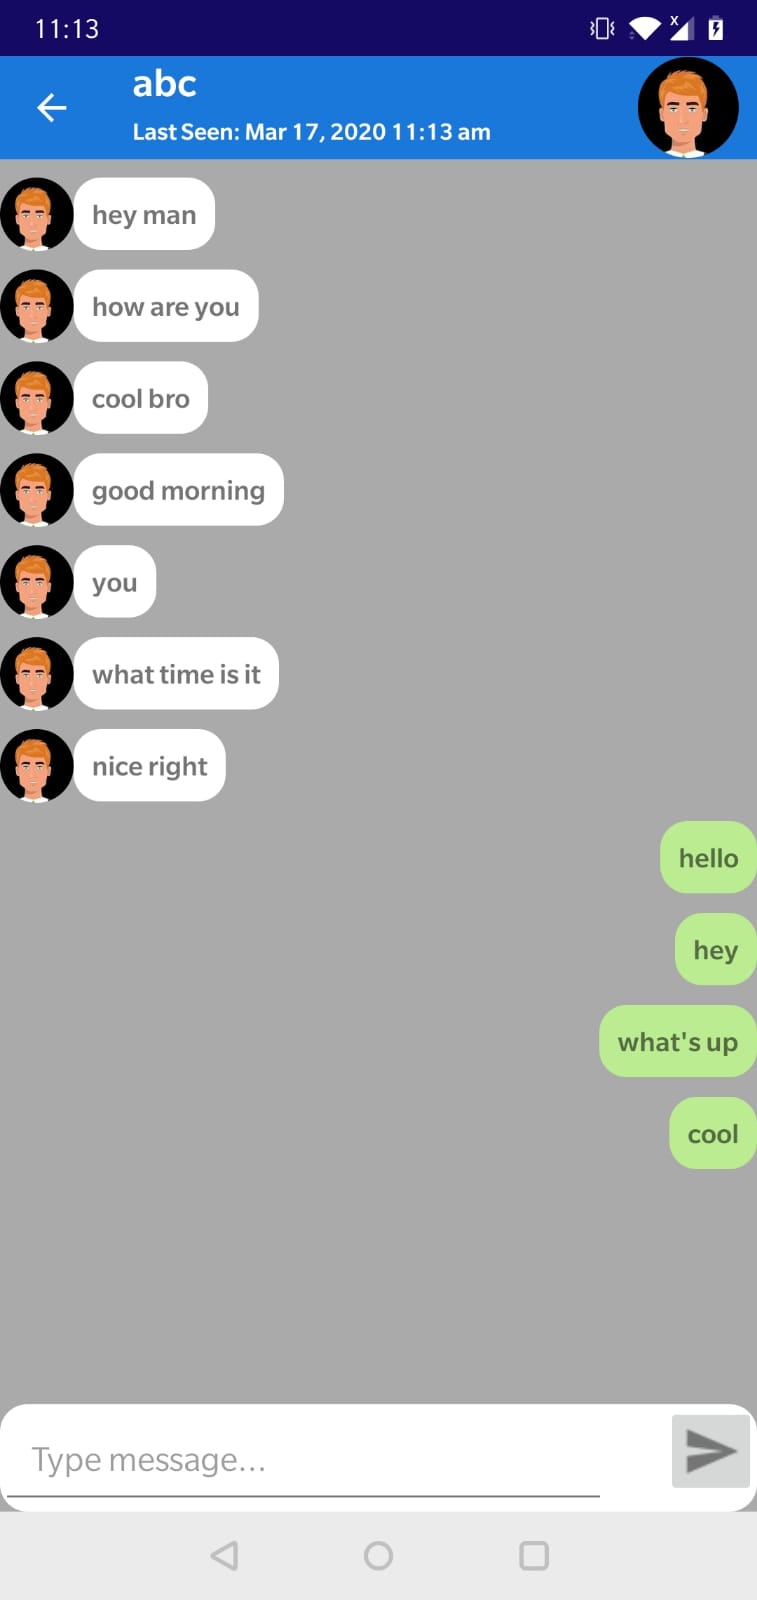 11:13
abc
Last Seen: Mar 17, 2020 11:13 am
hey man
how are you
cool bro
good morning
you
what time is it
nice right
hello
hey
what's up
cool
Type message...